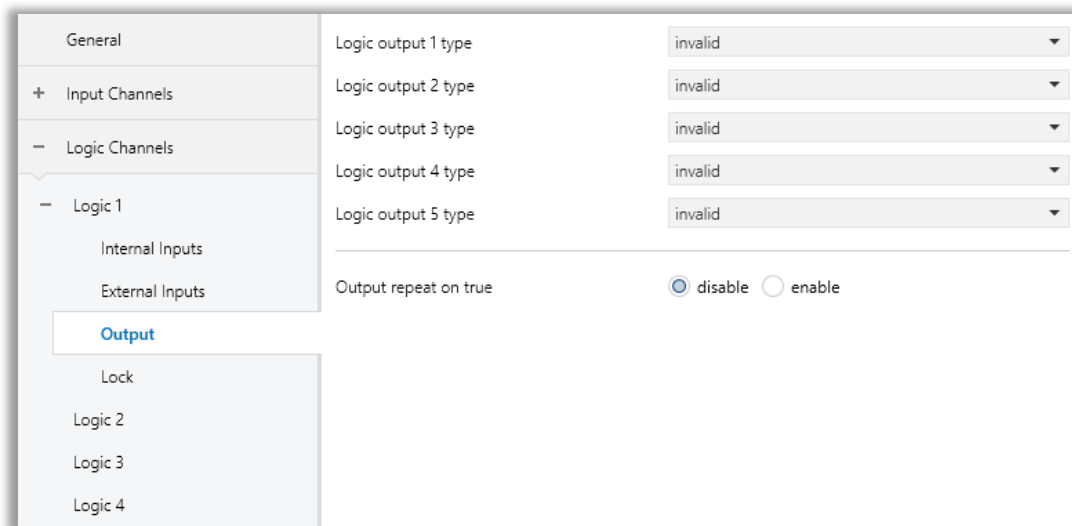 General
Input Channels
Logic Channels
Logic 1
Internal Inputs
External Inputs
Output
Lock
Logic 2
Logic 3
Logic 4
Logic output 1 type invalid
Logic output 2 type invalid
Logic output 3 type invalid
Logic output 4 type invalid
Logic output 5 type invalid
Output repeat on true disable enable